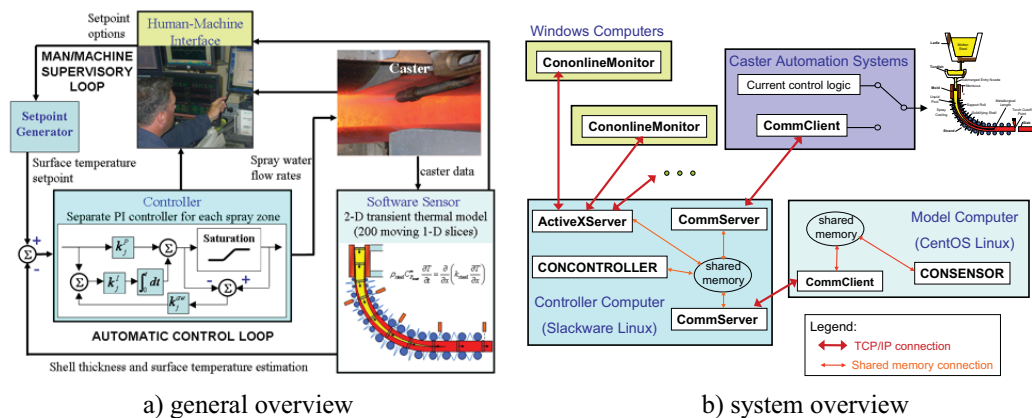 Setpoint
options
Human-Machine
Interface
MAN/MACHINE
SUPERVISORY
LOOP
Caster
Setpoint
Generator
Surface temperature
setpoint
Spray water
flow rates
caster data
Controller
Separate PI controller for each spray zone
Saturation
AUTOMATIC CONTROL LOOP
Software Sensor
2-D transient thermal model
(200 moving 1-D slices)
Shell thickness and surface temperature estimation
a) general overview
Windows Computers
CononlineMonitor
CononlineMonitor
Caster Automation Systems
Current control logic
CommClient
ActiveXServer
CommServer
CONCONTROLLER
shared
memory
Controller Computer
(Slackware Linux)
CommServer
shared
memory
Model Computer
(CentOS Linux)
CommClient
CONSENSOR
Legend:
TCP/IP connection
Shared memory connection
b) system overview